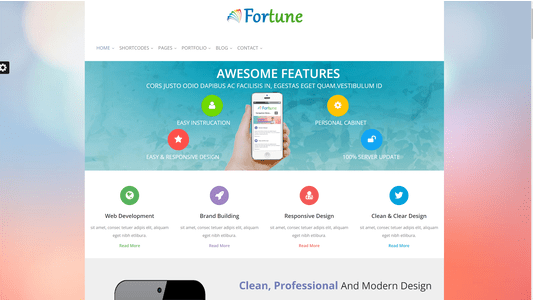 Fortune
HOME SHORTCODES PAGES PORTFOLIO BLOG CONTACT
AWESOME FEATURES
CORS JUSTO ODIO DAPIBUS AC FACILISIS IN, EGESTAS EGET QUAM.VESTIBULUM ID
EASY INSTRUCATION
PERSONAL CABINET
EASY & RESPONSIVE DESIGN
100% SERVER UPDATE
Web Development
sit amet, consec tetuer adipis elit, aliquam
eget nibh etlibura.
Read More
Brand Building
sit amet, consec tetuer adipis elit, aliquam
eget nibh etlibura.
Read More
Responsive Design
sit amet, consec tetuer adipis elit, aliquam
eget nibh etlibura.
Read More
Clean & Clear Design
sit amet, consec tetuer adipis elit, aliquam
eget nibh etlibura.
Read More
Clean, Professional And Modern Design